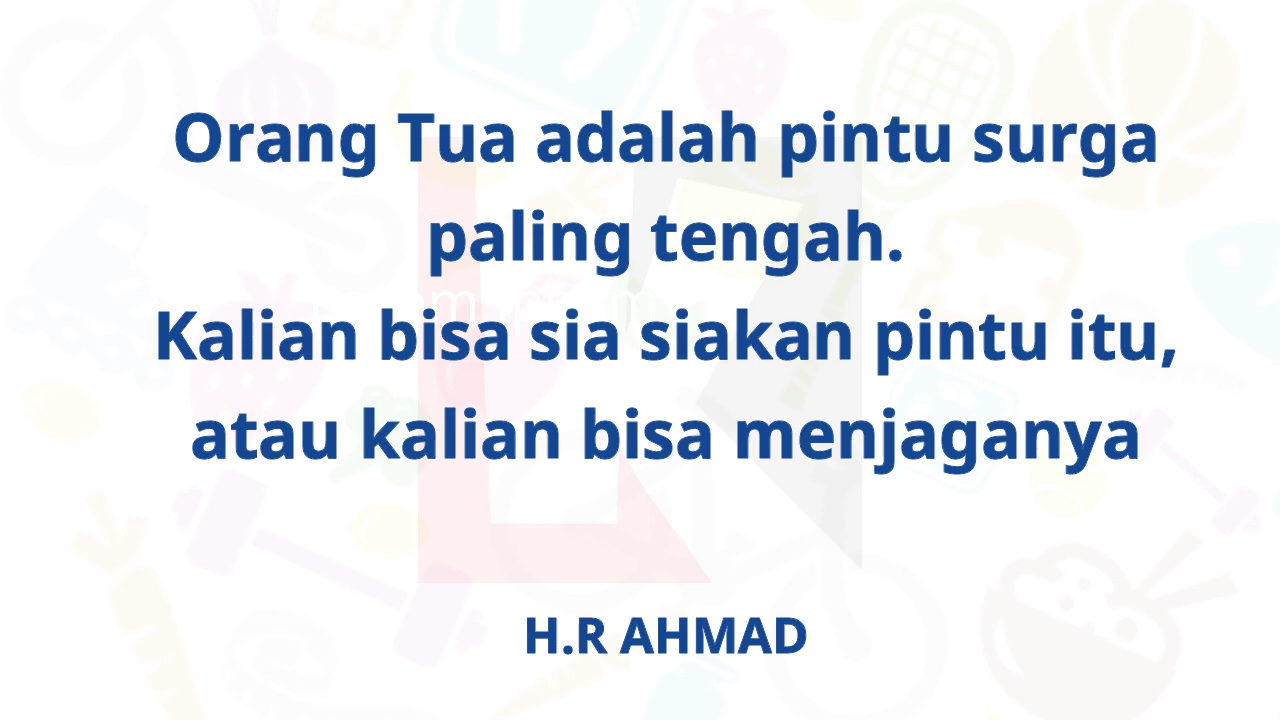 Orang Tua adalah pintu surga
paling tengah.
Kalian bisa sia siakan pintu itu,
atau kalian bisa menjaganya
H.R AHMAD